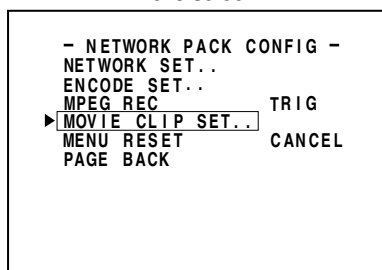 – NETWORK PACK CONFIG –
NETWORK SET..
ENCODE SET..
MPEG REC TRIG
MOVIE CLIP SET..
MENU RESET CANCEL
PAGE BACK